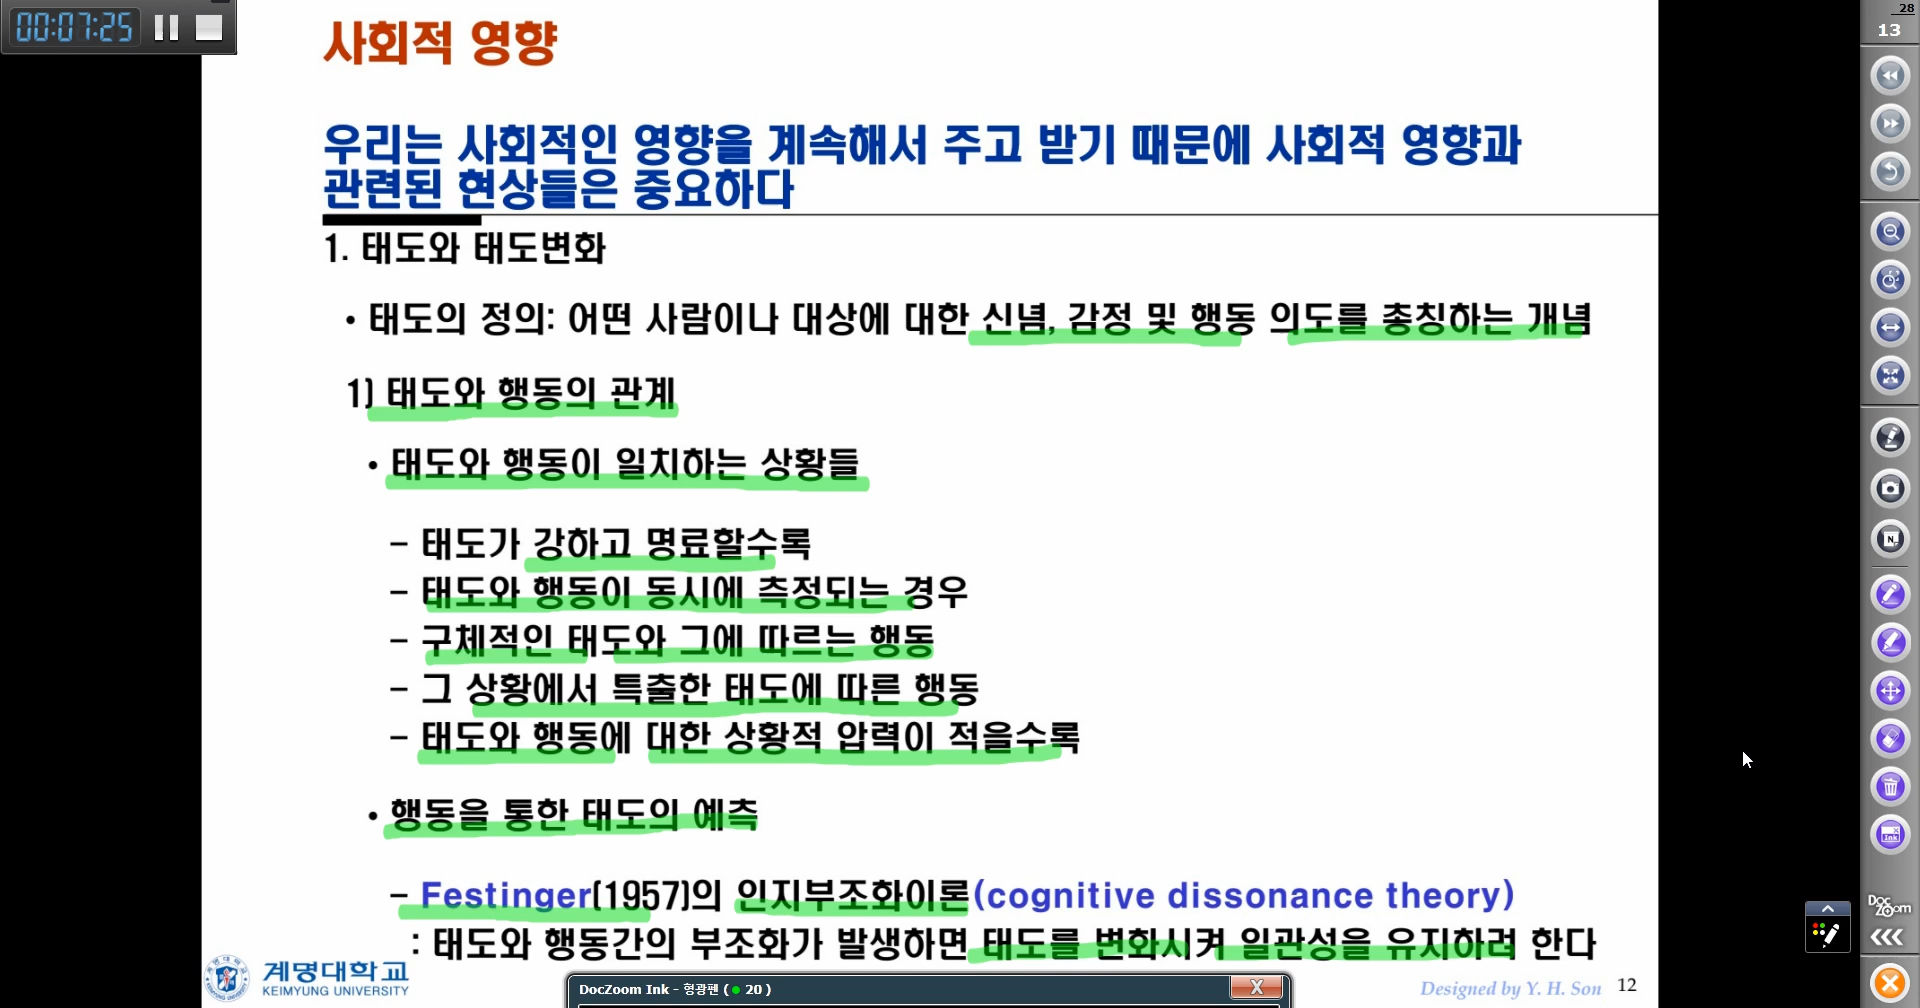 00:07:25
28
13
사회적 영향
우리는 사회적인 영향을 계속해서 주고 받기 때문에 사회적 영향과
관련된 현상들은 중요하다
1. 태도와 태도변화
• 태도의 정의: 어떤 사람이나 대상에 대한 신념, 감정 및 행동 의도를 총칭하는 개념
1) 태도와 행동의 관계
• 태도와 행동이 일치하는 상황들
– 태도가 강하고 명료할수록
– 태도와 행동이 동시에 측정되는 경우
– 구체적인 태도와 그에 따르는 행동
– 그 상황에서 특출한 태도에 따른 행동
– 태도와 행동에 대한 상황적 압력이 적을수록
• 행동을 통한 태도의 예측
– Festinger(1957)의 인지부조화이론(cognitive dissonance theory)
: 태도와 행동간의 부조화가 발생하면 태도를 변화시켜 일관성을 유지하려 한다
계명대학교
KEIMYUNG UNIVERSITY
DocZoom Ink - 형광펜 ( 20 )
Designed by Y. H. Son 12
Doc
Zoom